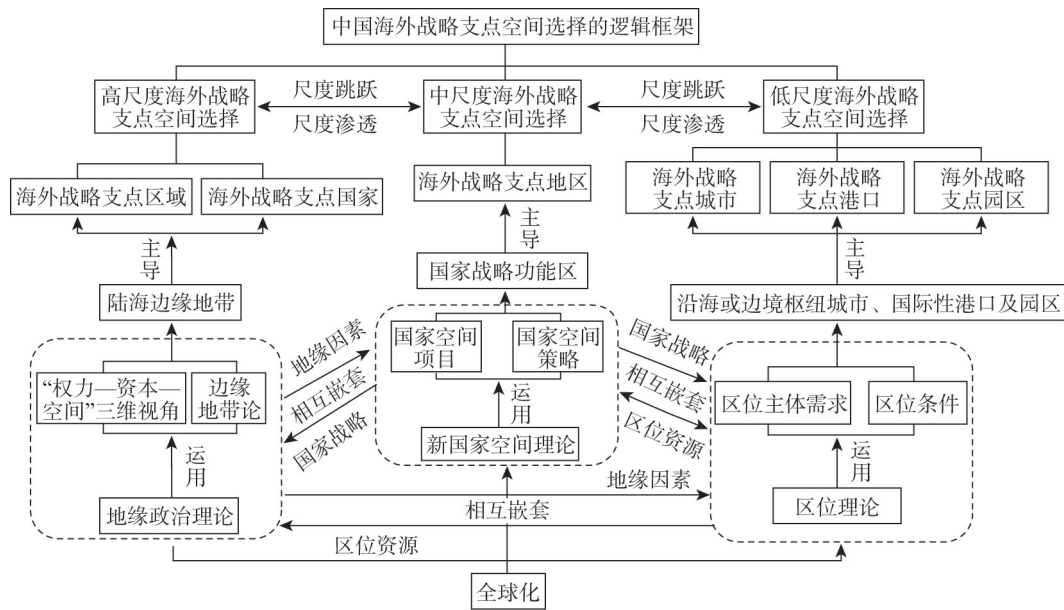 中国海外战略支点空间选择的逻辑框架
高尺度海外战略
支点空间选择
尺度跳跃
尺度渗透
中尺度海外战略
支点空间选择
尺度跳跃
尺度渗透
低尺度海外战略
支点空间选择
海外战略支点区域
海外战略支点国家
海外战略支点地区
海外战略
支点城市
海外战略
支点港口
海外战略
支点园区
主导
主导
主导
陆海边缘地带
国家战略功能区
沿海或边境枢纽城市、国际性港口及园区
“权力—资本—
空间”三维视角
边缘
地带论
运用
地缘政治理论
地缘因素
相互嵌套
国家战略
国家空间
项目
国家空间
策略
运用
新国家空间理论
国家战略
相互嵌套
区位资源
区位主体需求
区位条件
运用
区位理论
地缘因素
相互嵌套
区位资源
全球化